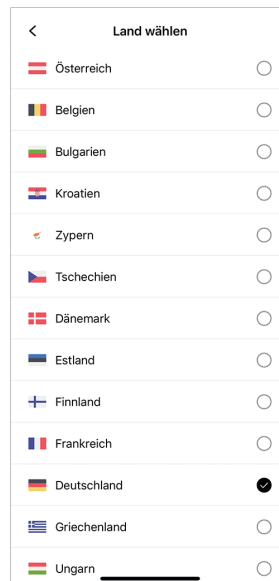 Land wählen
Österreich
Belgien
Bulgarien
Kroatien
Zypern
Tschechien
Dänemark
Estland
Finnland
Frankreich
Deutschland
Griechenland
Ungarn